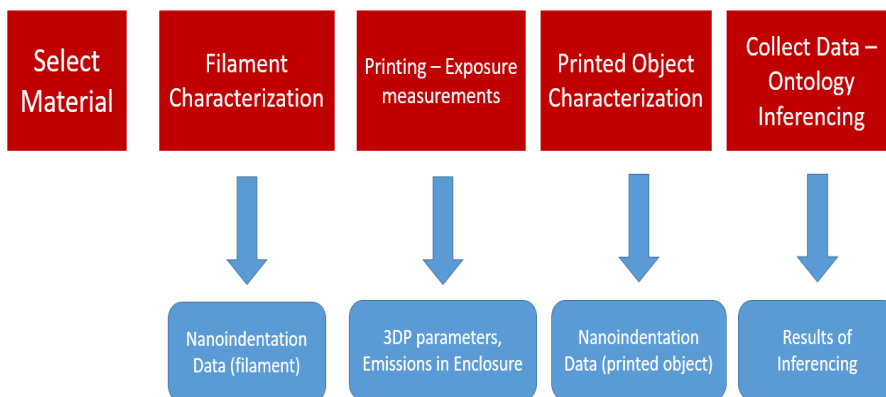 Select
Material
Filament
Characterization
Printing – Exposure
measurements
Printed Object
Characterization
Collect Data –
Ontology
Inferencing
Nanoindentation
Data (filament)
3DP parameters,
Emissions in Enclosure
Nanoindentation
Data (printed object)
Results of
Inferencing